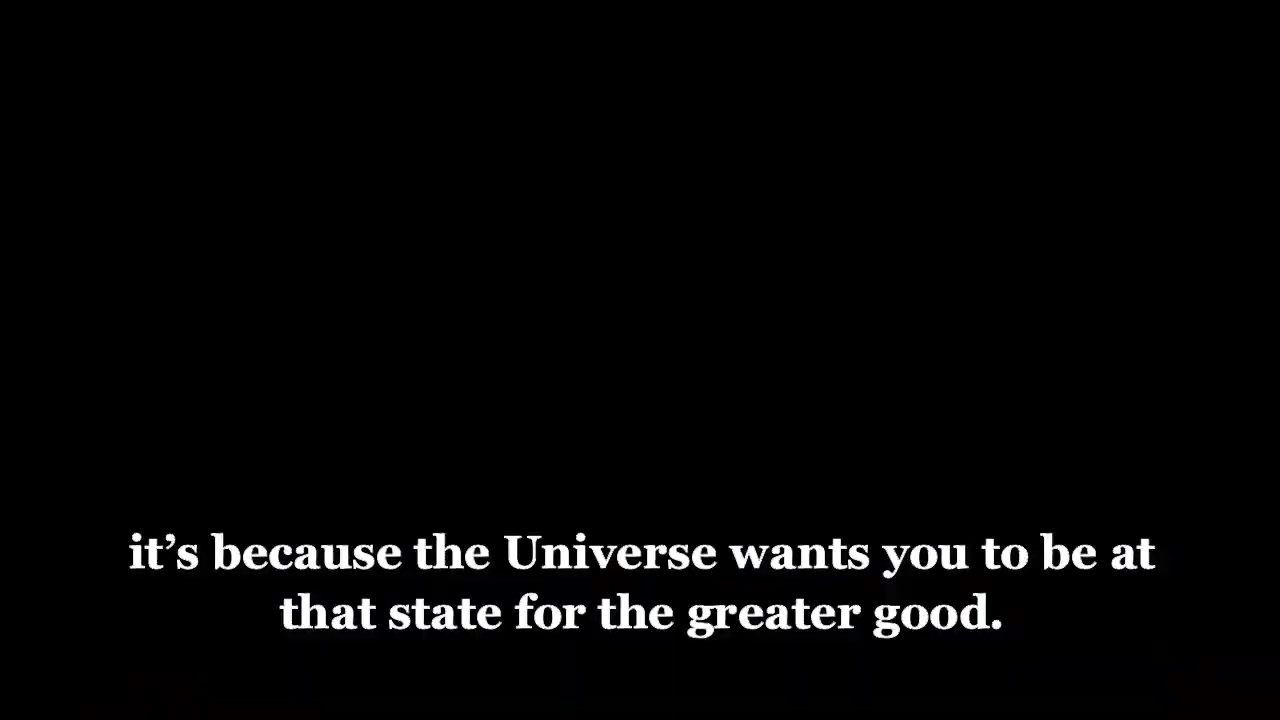 it’s because the Universe wants you to be at
that state for the greater good.